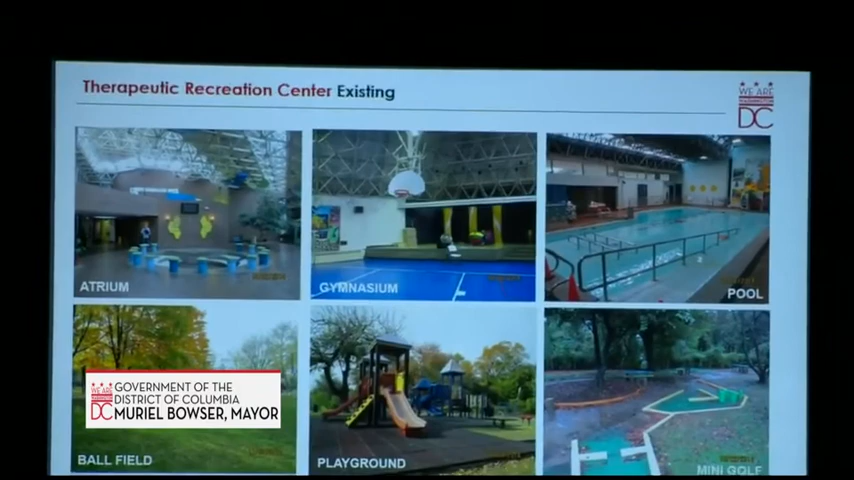 Therapeutic Recreation Center Existing
WE ARE
WASHINGTON
DC
ATRIUM
GYMNASIUM
POOL
WE ARE
DC
GOVERNMENT OF THE
DISTRICT OF COLUMBIA
MURIEL BOWSER, MAYOR
BALL FIELD
PLAYGROUND
MINI GOLF